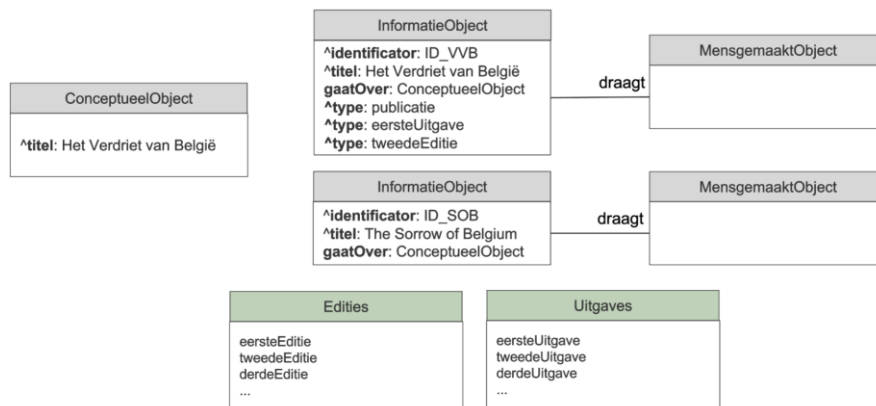 ConceptueelObject
^titel: Het Verdriet van België
InformatieObject
^identificator: ID_VVB
^titel: Het Verdriet van België
gaatOver: ConceptueelObject
^type: publicatie
^type: eersteUitgave
^type: tweedeEditie
draagt
MensgemaaktObject
InformatieObject
^identificator: ID_SOB
^titel: The Sorrow of Belgium
gaatOver: ConceptueelObject
draagt
MensgemaaktObject
Edities
eersteEditie
tweedeEditie
derdeEditie
...
Uitgaves
eersteUitgave
tweedeUitgave
derdeUitgave
...